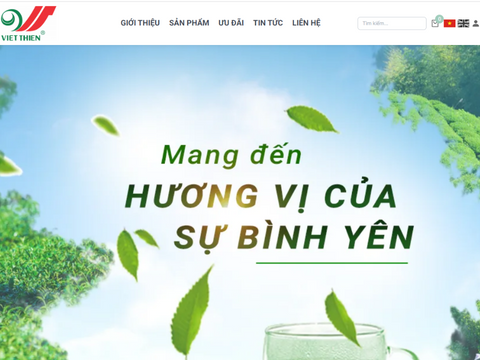 VIET THIEN
®
GIỚI THIỆU SẢN PHẨM ƯU ĐÃI TIN TỨC LIÊN HỆ
Tìm kiếm...
0
Mang đến
HƯƠNG VỊ CỦA
SỰ BÌNH YÊN